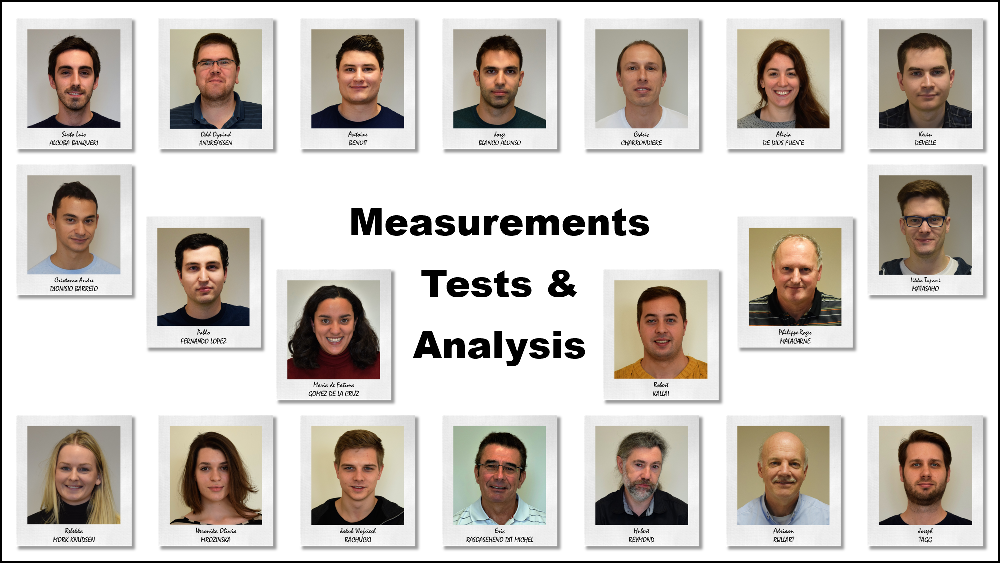 Sixto Luis
ALCOBA BANQUERI
Odd Oyvind
ANDREASSEN
Antoine
BENOIT
Jorge
BLANCO ALONSO
Cedric
CHARRONDIERE
Alicia
DE DIOS FUENTE
Kevin
DEVELLE
Cristovao Andre
DIONISIO BARRETO
Pablo
FERNANDO LOPEZ
Maria de Fatima
GOMEZ DE LA CRUZ
Measurements
Tests &
Analysis
Robert
KALLAI
Philippe-Roger
MALACARNE
Iikka Tapani
MATASAHO
Rebekka
MORK KNUDSEN
Weronika Oliwia
MROZINSKA
Jakub Wojciech
RACHUCKI
Eric
RASOASEHENO DIT MICHEL
Hubert
REYMOND
Adriaan
RIJLLART
Joseph
TAGG